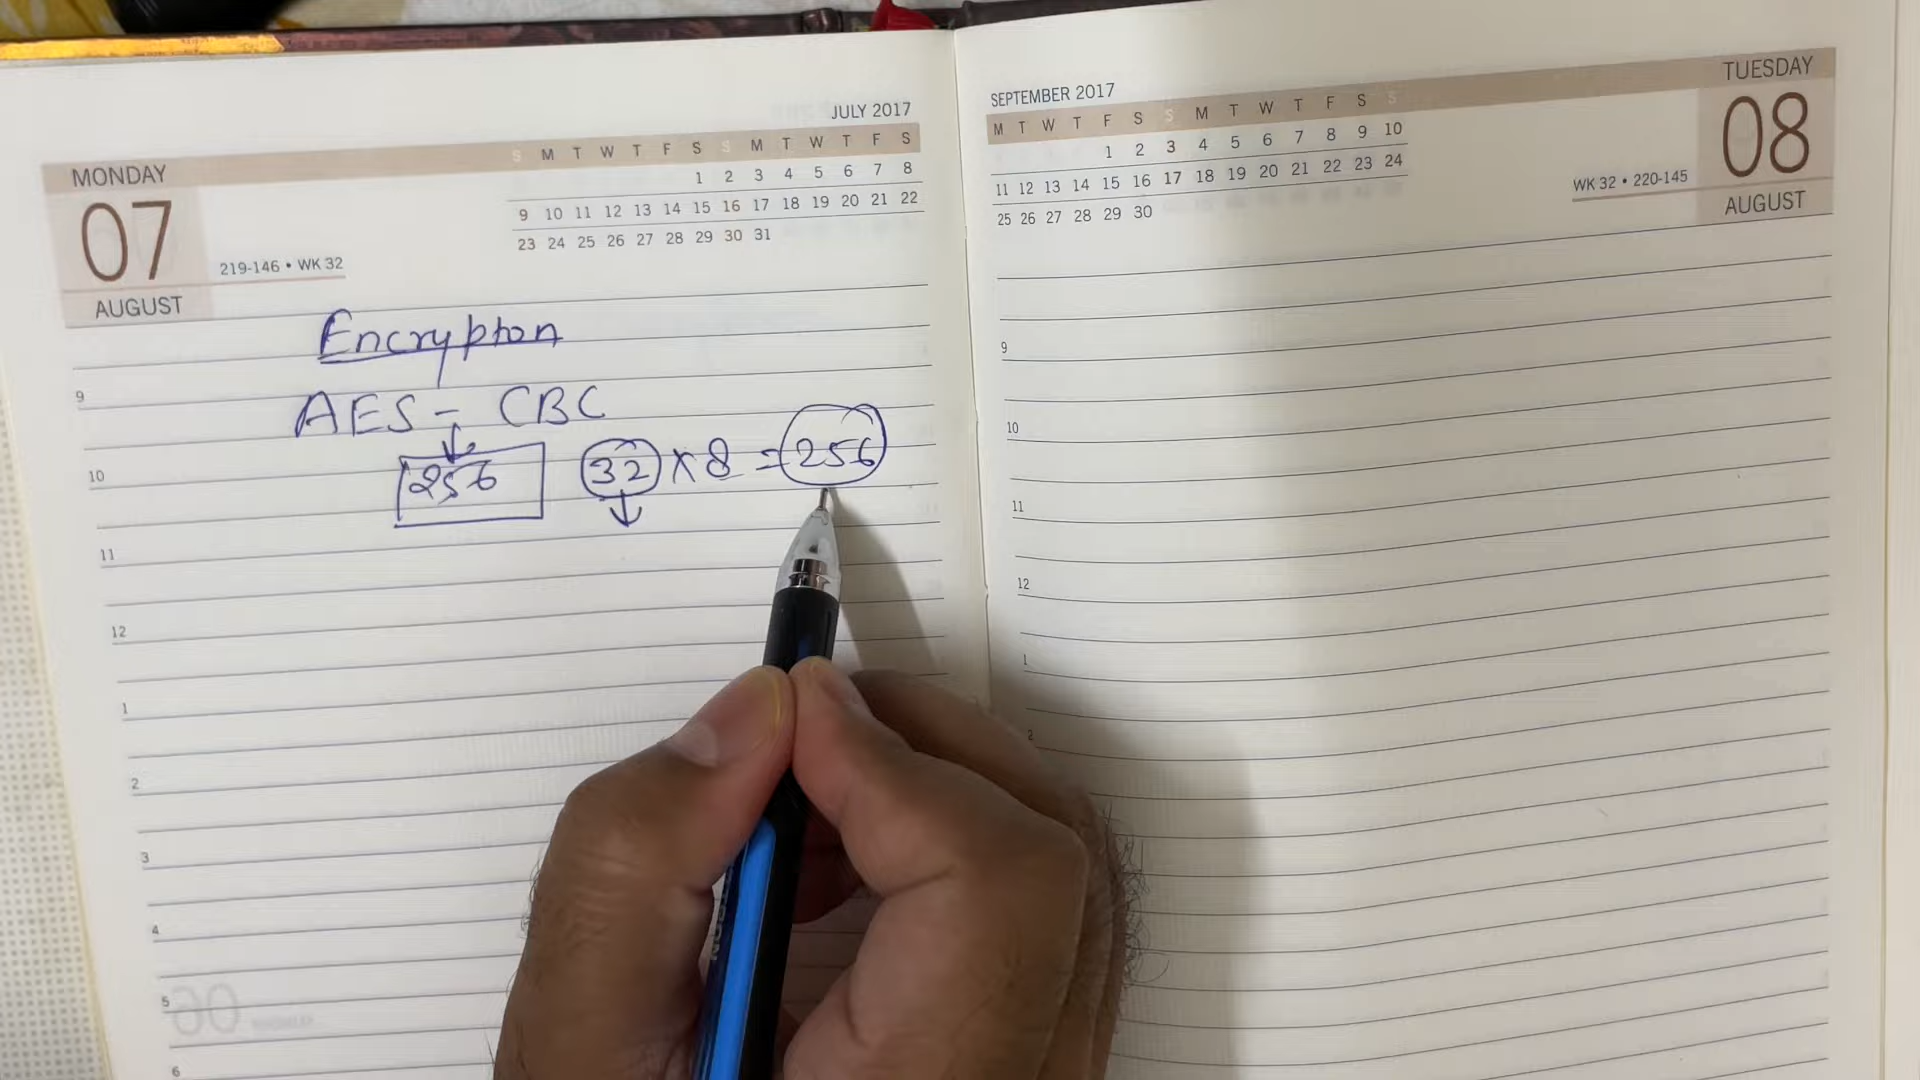 JULY 2017
S M T W T F S S M T W T F S
1 2 3 4 5 6 7 8
9 10 11 12 13 14 15 16 17 18 19 20 21 22
23 24 25 26 27 28 29 30 31
MONDAY
07
AUGUST
219-146 • WK 32
Encrypton
AES - CBC
256
32 × 8 = 256
9
10
11
12
1
2
3
4
5
6
SEPTEMBER 2017
M T W T F S S M T W T F S S
1 2 3 4 5 6 7 8 9 10
11 12 13 14 15 16 17 18 19 20 21 22 23 24
25 26 27 28 29 30
TUESDAY
08
AUGUST
WK 32 • 220-145
9
10
11
12
1
2